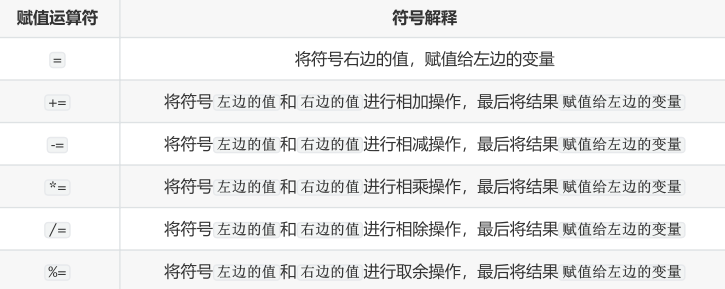 赋值运算符 符号解释
= 将符号右边的值，赋值给左边的变量
+= 将符号 左边的值 和 右边的值 进行相加操作，最后将结果 赋值给左边的变量
-= 将符号 左边的值 和 右边的值 进行相减操作，最后将结果 赋值给左边的变量
*= 将符号 左边的值 和 右边的值 进行相乘操作，最后将结果 赋值给左边的变量
/= 将符号 左边的值 和 右边的值 进行相除操作，最后将结果 赋值给左边的变量
%= 将符号 左边的值 和 右边的值 进行取余操作，最后将结果 赋值给左边的变量